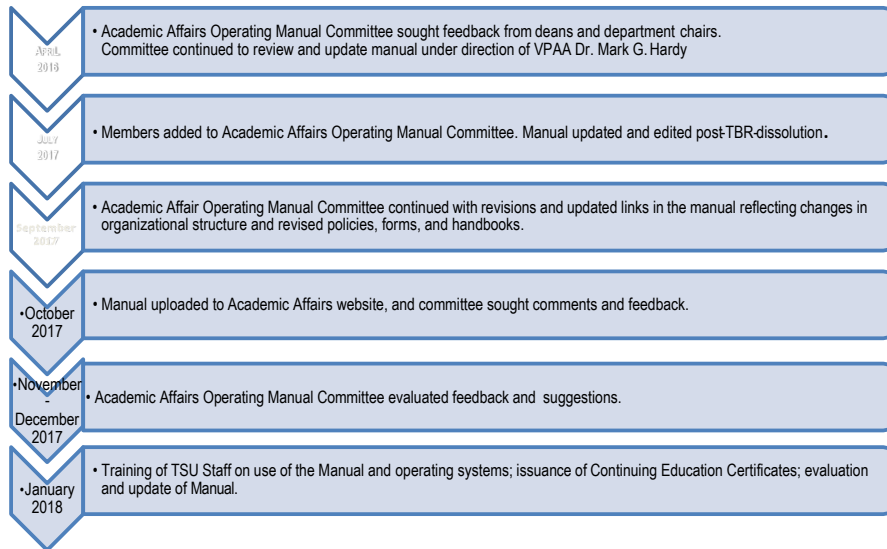 April
2016
• Academic Affairs Operating Manual Committee sought feedback from deans and department chairs.
Committee continued to review and update manual under direction of VPAA Dr. Mark G. Hardy
July
2017
• Members added to Academic Affairs Operating Manual Committee. Manual updated and edited post-TBR-dissolution.
September
2017
• Academic Affair Operating Manual Committee continued with revisions and updated links in the manual reflecting changes in
organizational structure and revised policies, forms, and handbooks.
•October
2017
• Manual uploaded to Academic Affairs website, and committee sought comments and feedback.
•November
-
December
2017
• Academic Affairs Operating Manual Committee evaluated feedback and suggestions.
•January
2018
• Training of TSU Staff on use of the Manual and operating systems; issuance of Continuing Education Certificates; evaluation
and update of Manual.